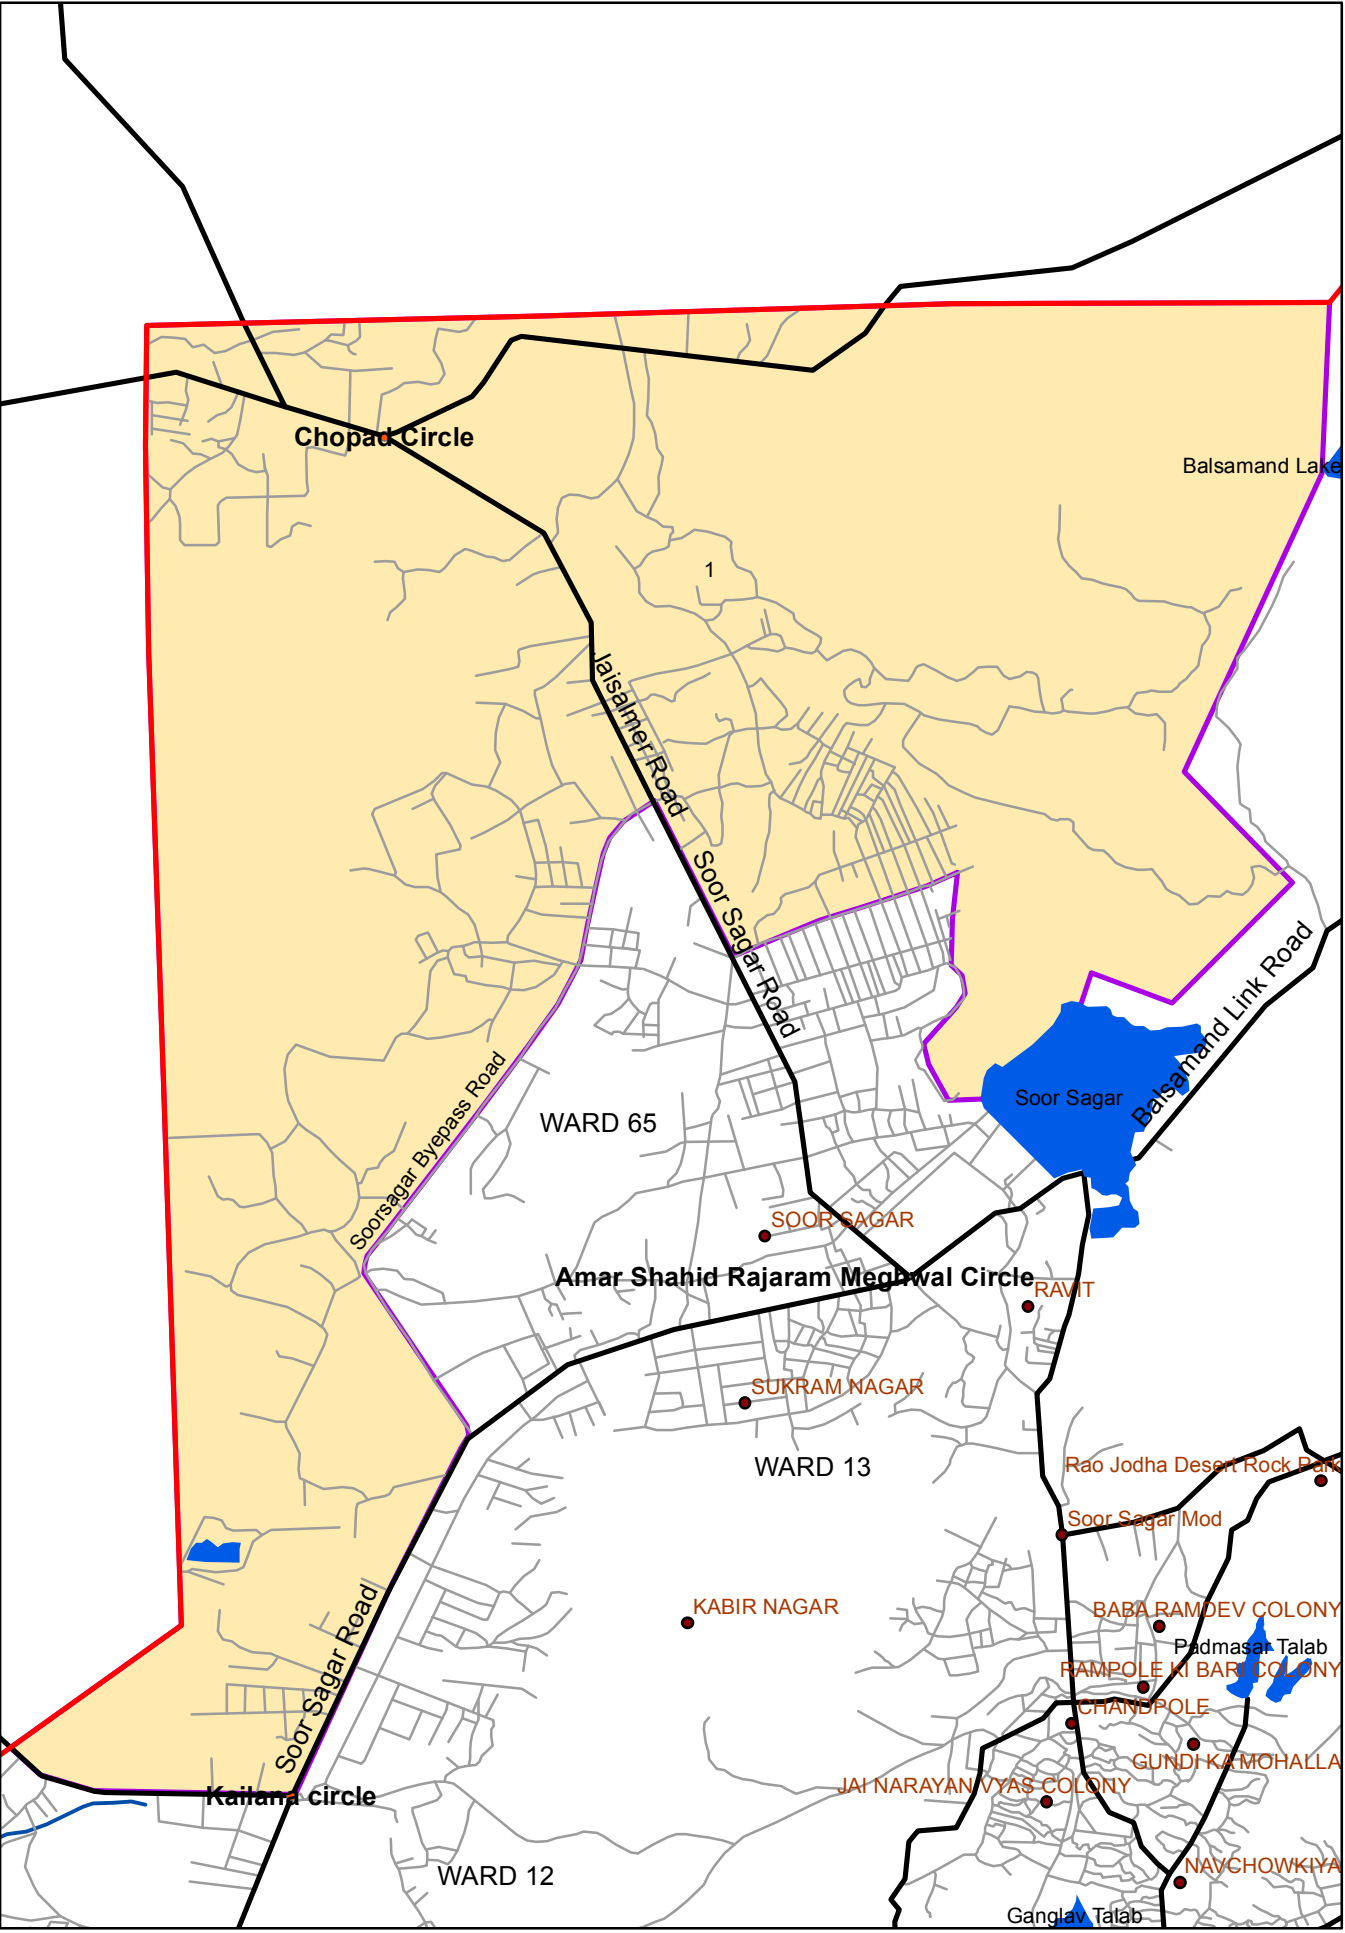 Chopad Circle
Balsamand Lake
1
Jaisalmer Road
Soor Sagar Road
Balsamand Link Road
Soor Sagar
WARD 65
Soorsagar Byepass Road
SOOR SAGAR
Amar Shahid Rajaram Meghwal Circle
RAVIT
SUKRAM NAGAR
WARD 13
Rao Jodha Desert Rock Park
Soor Sagar Mod
KABIR NAGAR
BABA RAMDEV COLONY
Padmasar Talab
RAMPOLE KI BARI COLONY
Soor Sagar Road
CHANDPOLE
GUNDI KA MOHALLA
JAI NARAYAN VYAS COLONY
Kailana circle
WARD 12
NAVCHOWKIYA
Ganglav Talab